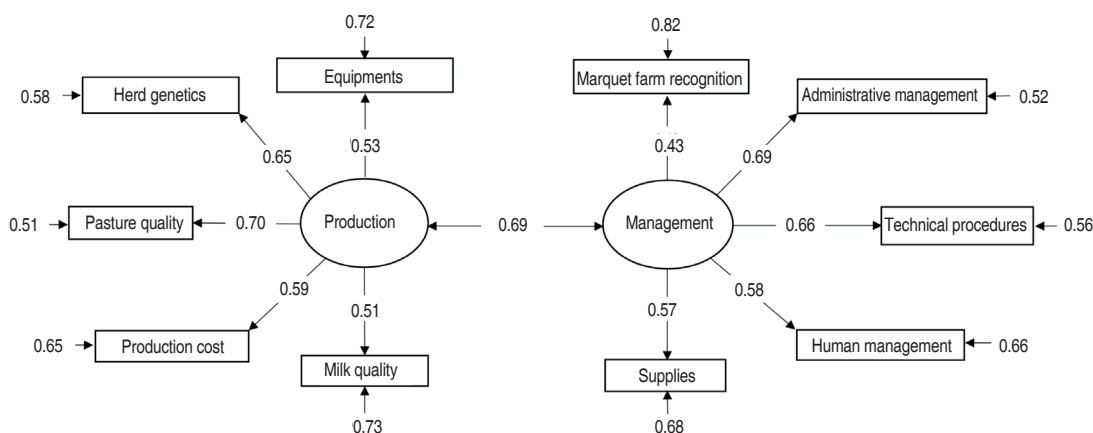 0.72
0.82
Equipments
Marquet farm recognition
0.58
Herd genetics
Administrative management
0.52
0.53
0.43
0.65
0.69
0.51
Pasture quality
0.70
Production
0.69
Management
0.66
Technical procedures
0.56
0.59
0.51
0.57
0.58
0.65
Production cost
Human management
0.66
Milk quality
Supplies
0.73
0.68